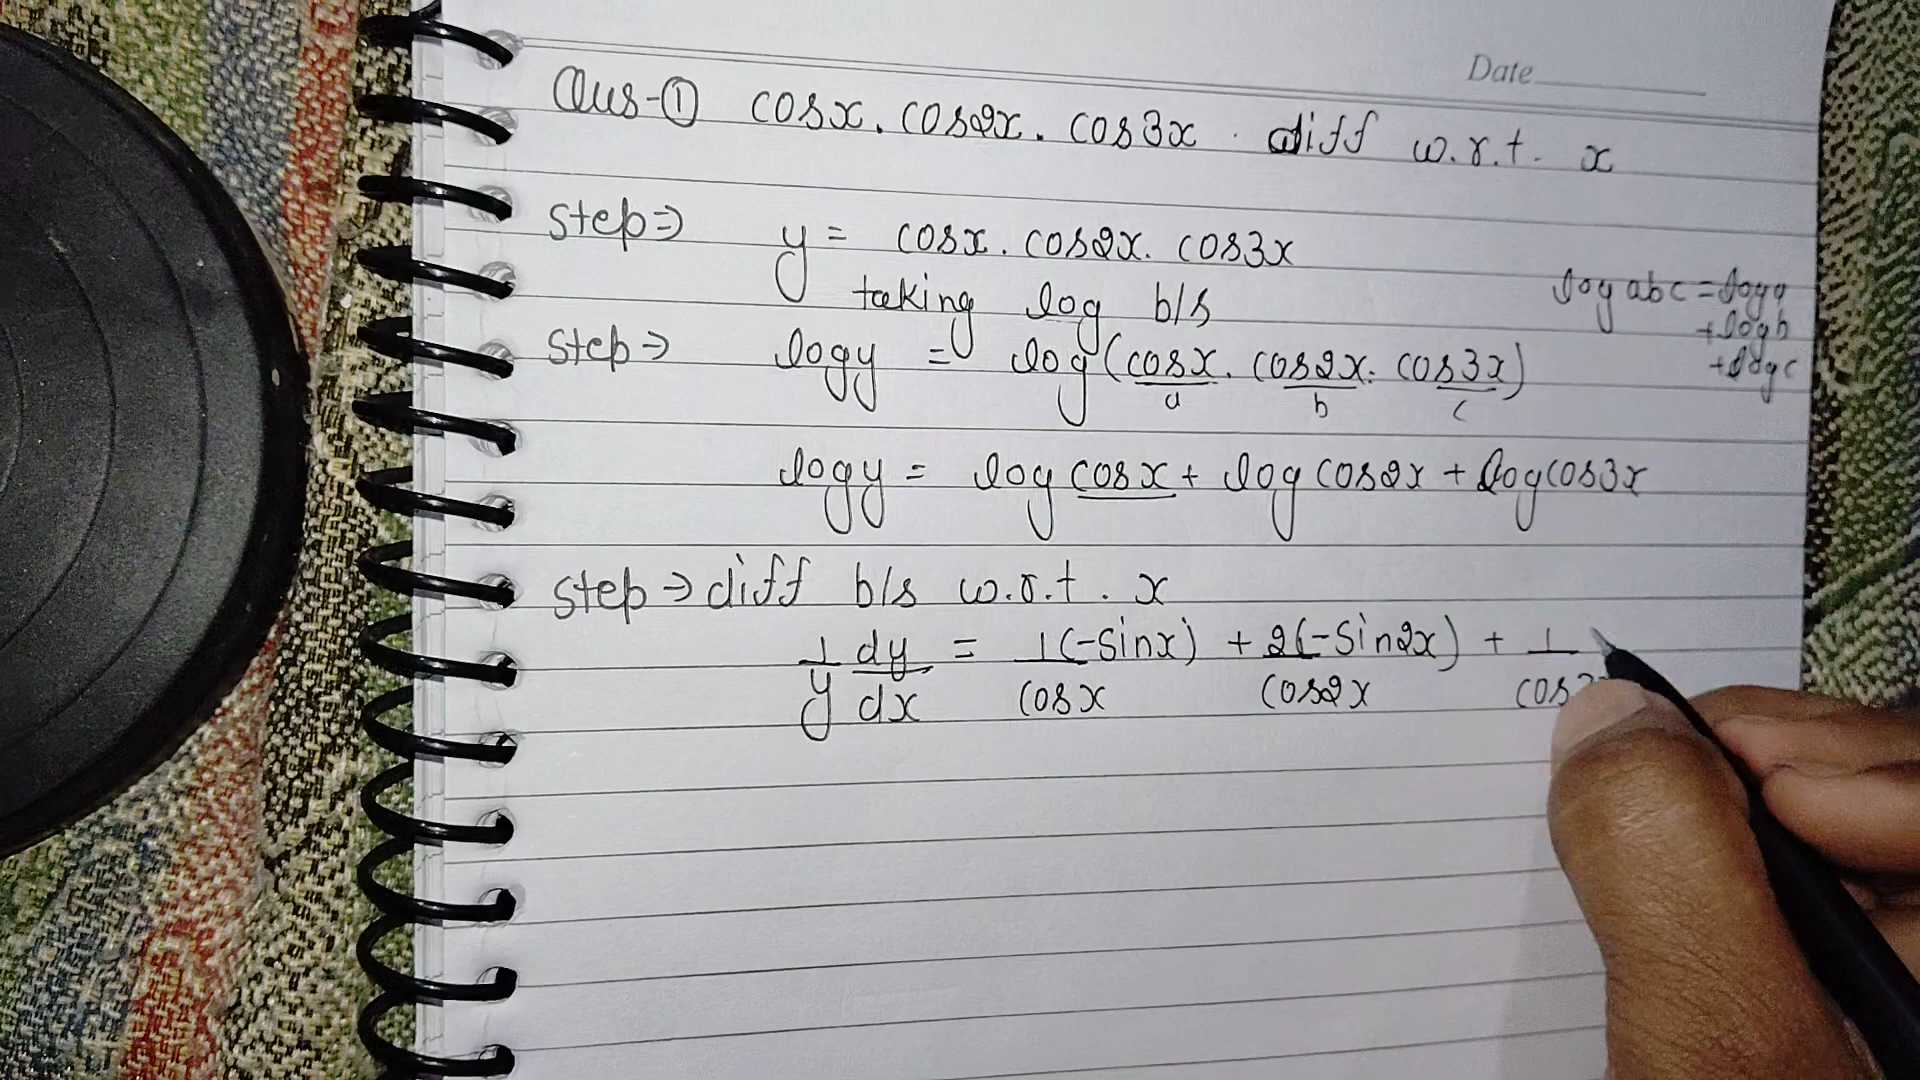 Date
Qus-① cosx. cos2x. cos3x. diff w.r.t. x
Step⇒ y = cosx. cos2x. cos3x
taking log b/s
log abc = log a
+ log b
+ log c
Step⇒ logy = log(cosx. cos2x. cos3x)
a b c
logy = log cosx + log cos2x + log cos3x
Step→ diff b/s w.r.t. x
1/y dy/dx = 1(-sinx)/cosx + 2(-sin2x)/cos2x + 1/cos